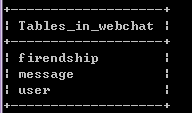 +-------------------+
| Tables_in_webchat |
+-------------------+
| firendship        |
| message           |
| user              |
+-------------------+